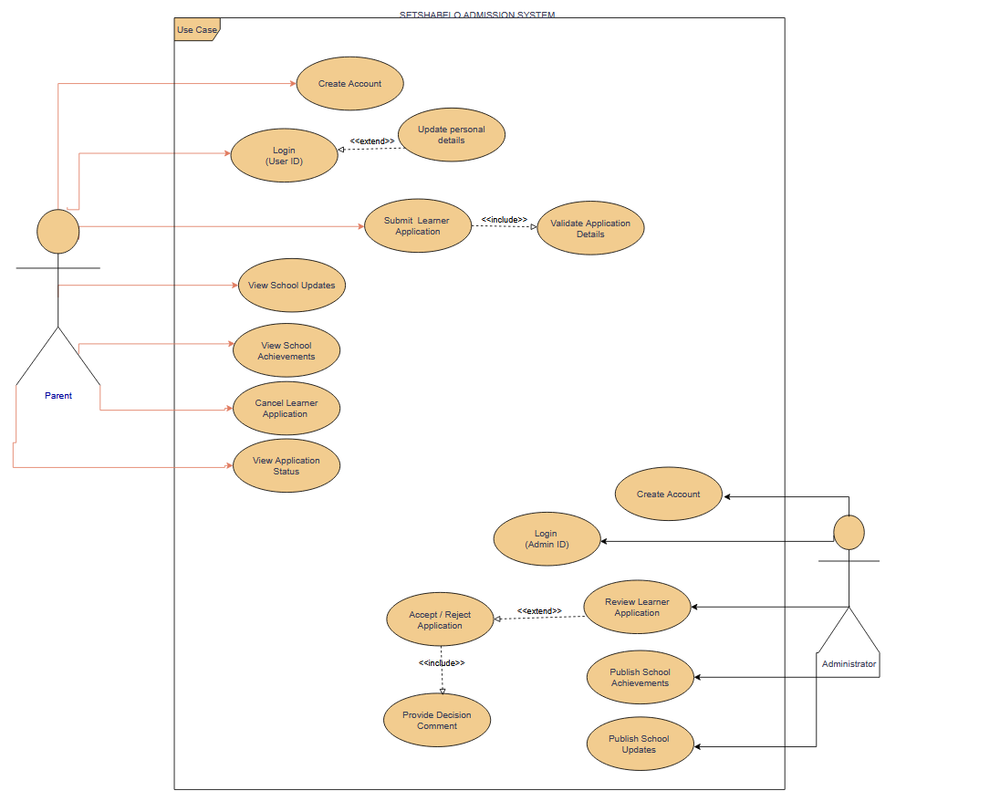 SETSHABELO ADMISSION SYSTEM
Use Case
Create Account
Update personal
details
<<extend>>
Login
(User ID)
Submit Learner
Application
<<include>>
Validate Application
Details
View School Updates
View School
Achievements
Parent
Cancel Learner
Application
View Application
Status
Create Account
Login
(Admin ID)
Review Learner
Application
<<extend>>
Accept / Reject
Application
<<include>>
Administrator
Publish School
Achievements
Provide Decision
Comment
Publish School
Updates